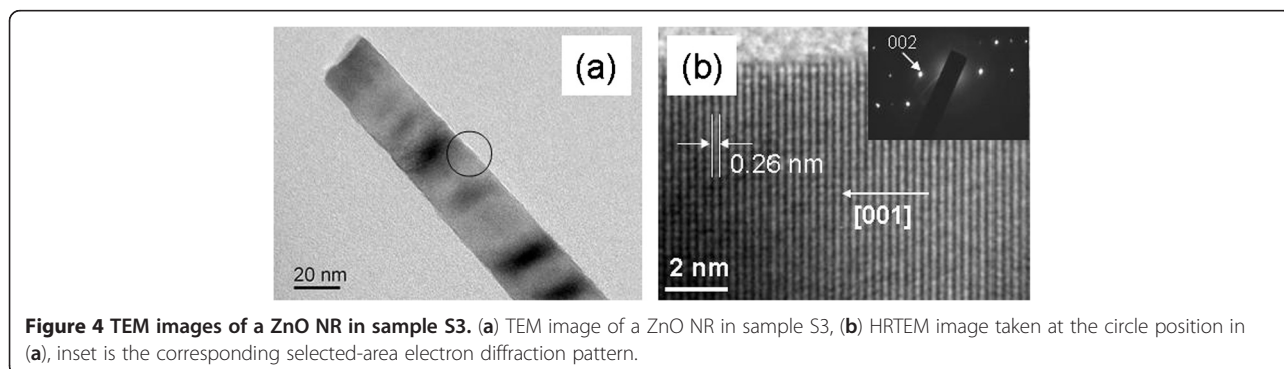 (a)
20 nm
(b)
002
0.26 nm
[001]
2 nm
Figure 4 TEM images of a ZnO NR in sample S3. (a) TEM image of a ZnO NR in sample S3, (b) HRTEM image taken at the circle position in
(a), inset is the corresponding selected-area electron diffraction pattern.